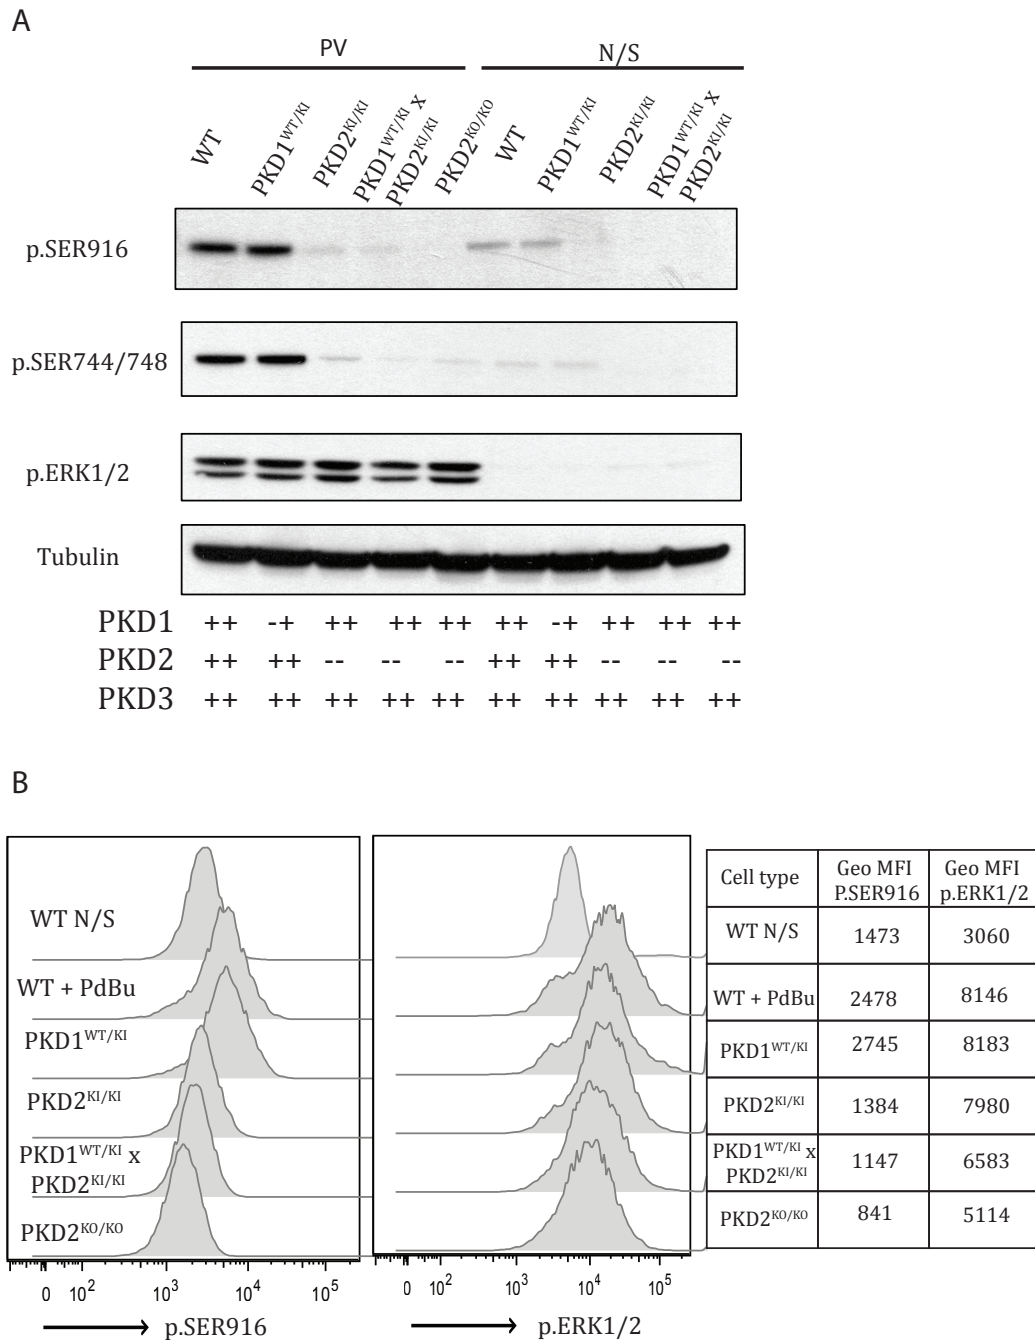 A
PV
N/S
WT
PKD1WT/KI
PKD2KI/KI
PKD1WT/KI x
PKD2KI/KI
PKD2KO/KO
WT
PKD1WT/KI
PKD2KI/KI
PKD1WT/KI x
PKD2KI/KI
p.SER916
p.SER744/748
p.ERK1/2
Tubulin
PKD1 ++ -+ ++ ++ ++ ++ -+ ++ ++ ++
PKD2 ++ ++ -- -- -- ++ ++ -- -- --
PKD3 ++ ++ ++ ++ ++ ++ ++ ++ ++ ++
B
WT N/S
WT + PdBu
PKD1WT/KI
PKD2KI/KI
PKD1WT/KI x
PKD2KI/KI
PKD2KO/KO
0 10² 10³ 10⁴ 10⁵
p.SER916
0 10² 10³ 10⁴ 10⁵
p.ERK1/2
Cell type
Geo MFI
P.SER916
Geo MFI
p.ERK1/2
WT N/S 1473 3060
WT + PdBu 2478 8146
PKD1WT/KI 2745 8183
PKD2KI/KI 1384 7980
PKD1WT/KI x
PKD2KI/KI 1147 6583
PKD2KO/KO 841 5114